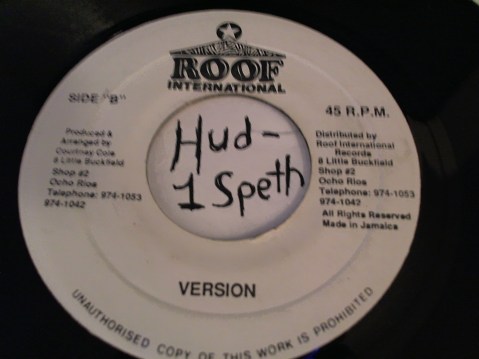 ROOF
INTERNATIONAL
SIDE "B"
45 R.P.M.
Produced &
Arranged by
Courtney Cole
8 Little Buckfield
Shop #2
Ocho Rios
Telephone: 974-1053
974-1042
Hud-
1 Speth
Distributed by
Roof International
Records
8 Little Buckfield
Shop #2
Ocho Rios
Telephone: 974-1053
974-1042
All Rights Reserved
Made in Jamaica
VERSION
UNAUTHORISED COPY OF THIS WORK IS PROHIBITED